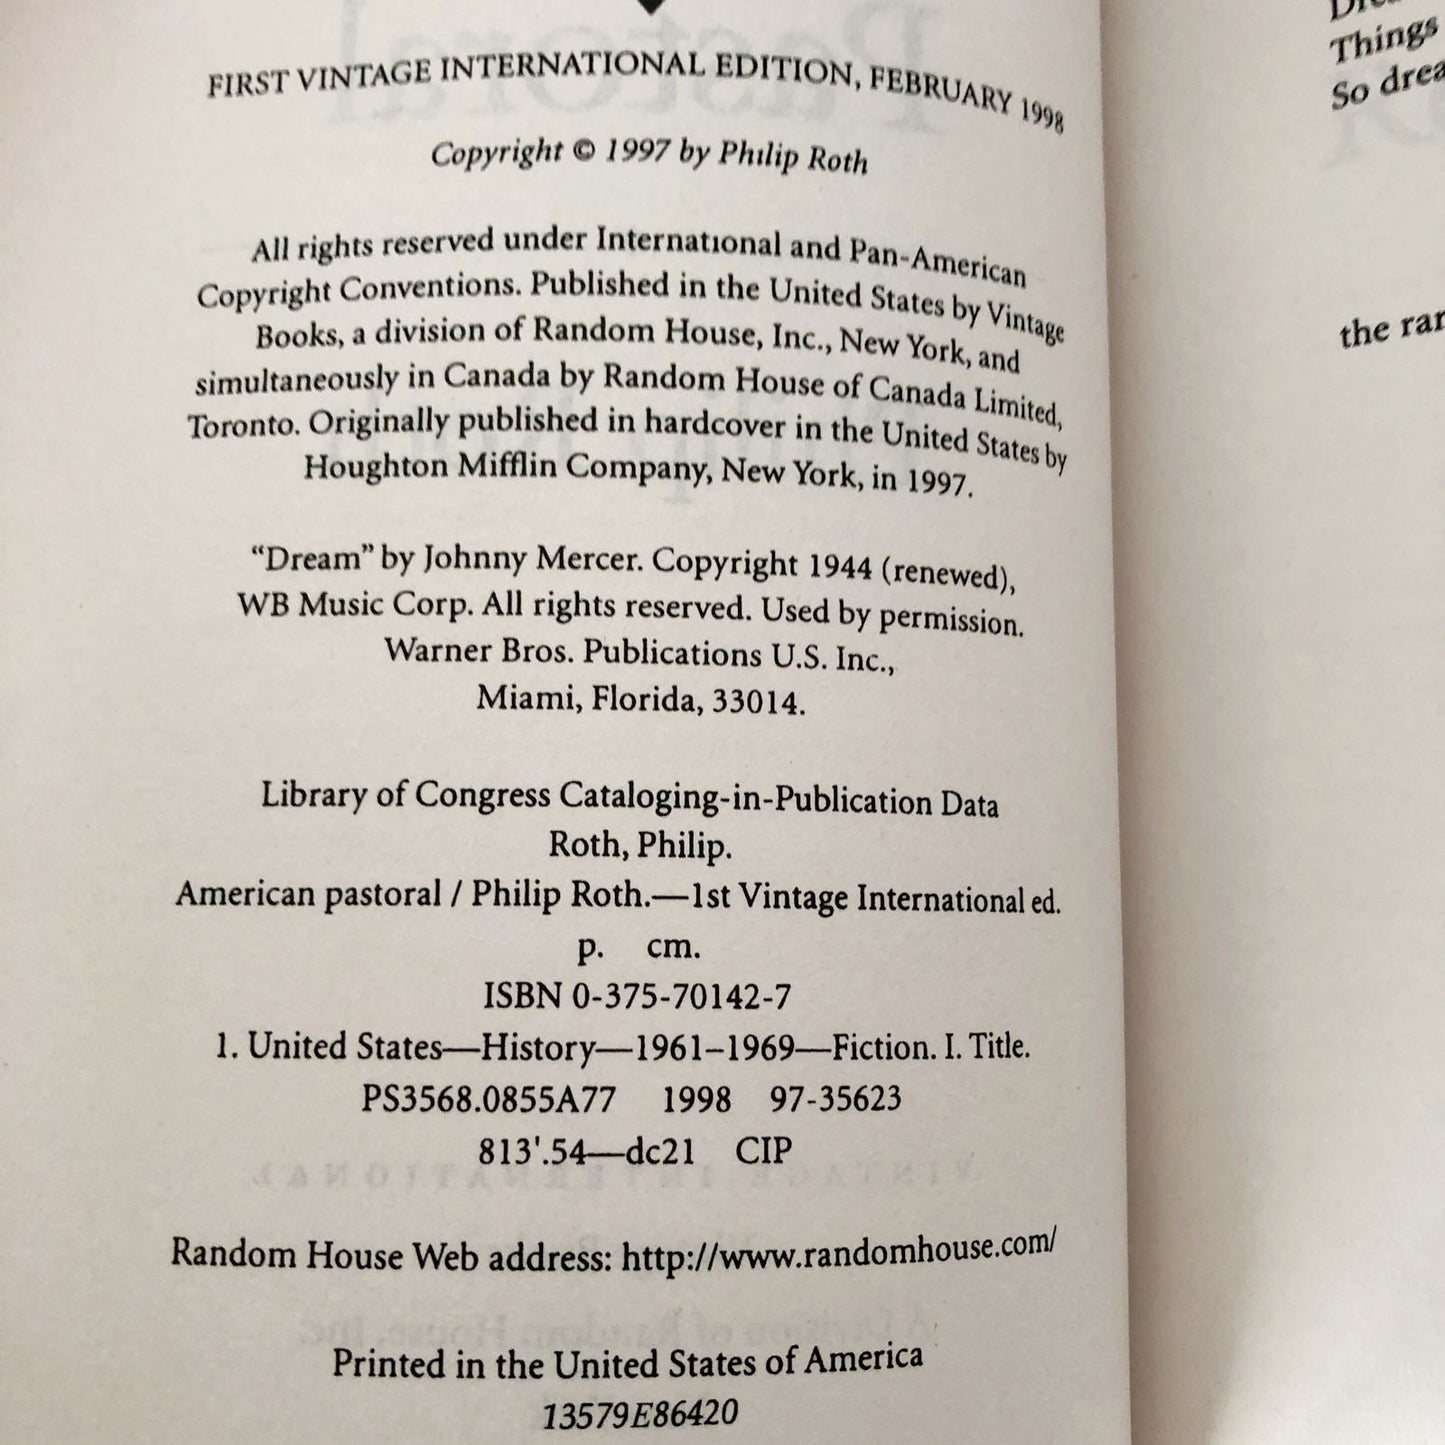 FIRST VINTAGE INTERNATIONAL EDITION, FEBRUARY 1998
Copyright © 1997 by Philip Roth
All rights reserved under International and Pan-American
Copyright Conventions. Published in the United States by Vintage
Books, a division of Random House, Inc., New York, and
simultaneously in Canada by Random House of Canada Limited,
Toronto. Originally published in hardcover in the United States by
Houghton Mifflin Company, New York, in 1997.
“Dream” by Johnny Mercer. Copyright 1944 (renewed),
WB Music Corp. All rights reserved. Used by permission.
Warner Bros. Publications U.S. Inc.,
Miami, Florida, 33014.
Library of Congress Cataloging-in-Publication Data
Roth, Philip.
American pastoral / Philip Roth.—1st Vintage International ed.
p. cm.
ISBN 0-375-70142-7
1. United States—History—1961–1969—Fiction. I. Title.
PS3568.0855A77 1998 97-35623
813'.54—dc21 CIP
Random House Web address: http://www.randomhouse.com/
Printed in the United States of America
13579E86420
Things
So
the